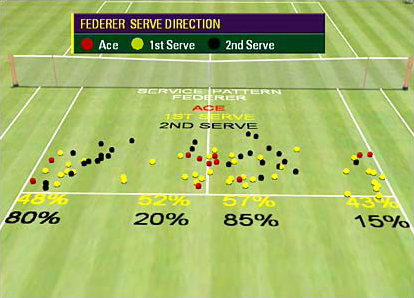 FEDERER SERVE DIRECTION
Ace 1st Serve 2nd Serve
SERVICE PATTERN
FEDERER
ACE
1ST SERVE
2ND SERVE
48% 52% 57% 43%
80% 20% 85% 15%